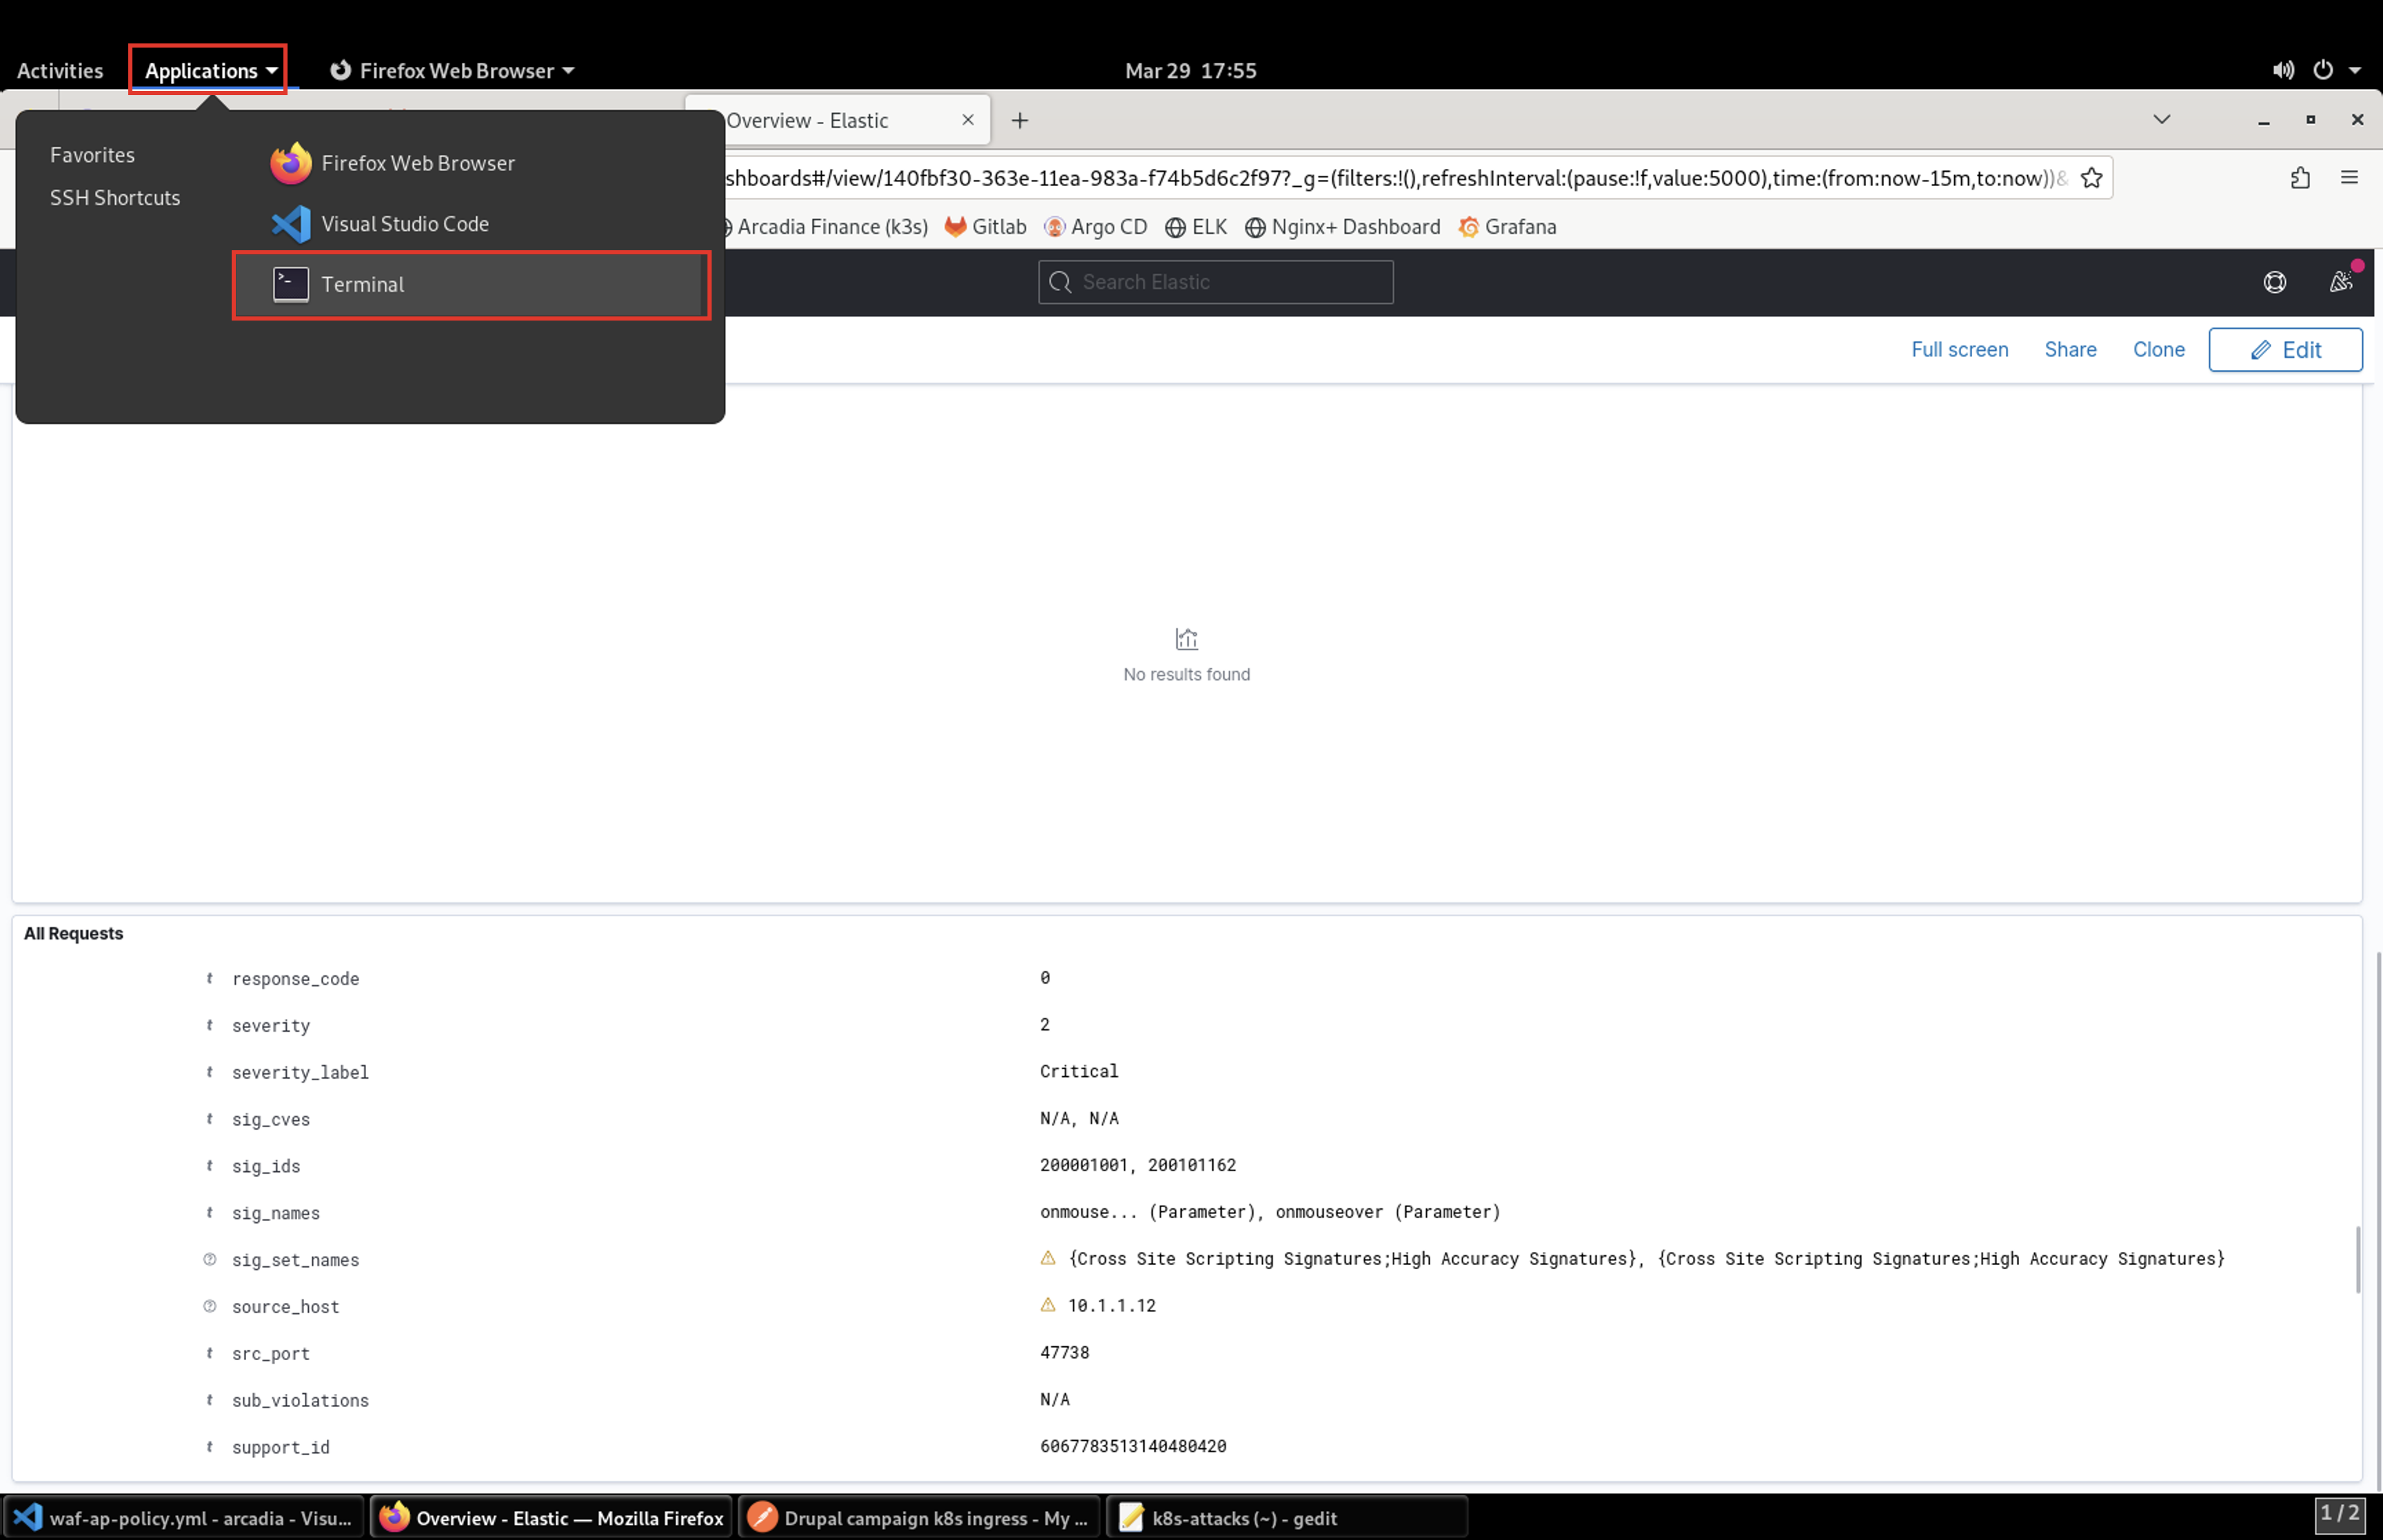 Activities Applications Firefox Web Browser Mar 29 17:55
Overview - Elastic
Favorites
SSH Shortcuts
Firefox Web Browser
Visual Studio Code
Terminal
shboards#/view/140fbf30-363e-11ea-983a-f74b5d6c2f97?_g=(filters:!(),refreshInterval:(pause:!f,value:5000),time:(from:now-15m,to:now))&
Arcadia Finance (k3s) Gitlab Argo CD ELK Nginx+ Dashboard Grafana
Search Elastic
Full screen Share Clone Edit
No results found
All Requests
t response_code 0
t severity 2
t severity_label Critical
t sig_cves N/A, N/A
t sig_ids 200001001, 200101162
t sig_names onmouse... (Parameter), onmouseover (Parameter)
sig_set_names {Cross Site Scripting Signatures;High Accuracy Signatures}, {Cross Site Scripting Signatures;High Accuracy Signatures}
source_host 10.1.1.12
t src_port 47738
t sub_violations N/A
t support_id 6067783513140480420
waf-ap-policy.yml - arcadia - Visu... Overview - Elastic — Mozilla Firefox Drupal campaign k8s ingress - My ... k8s-attacks (~) - gedit 1 / 2